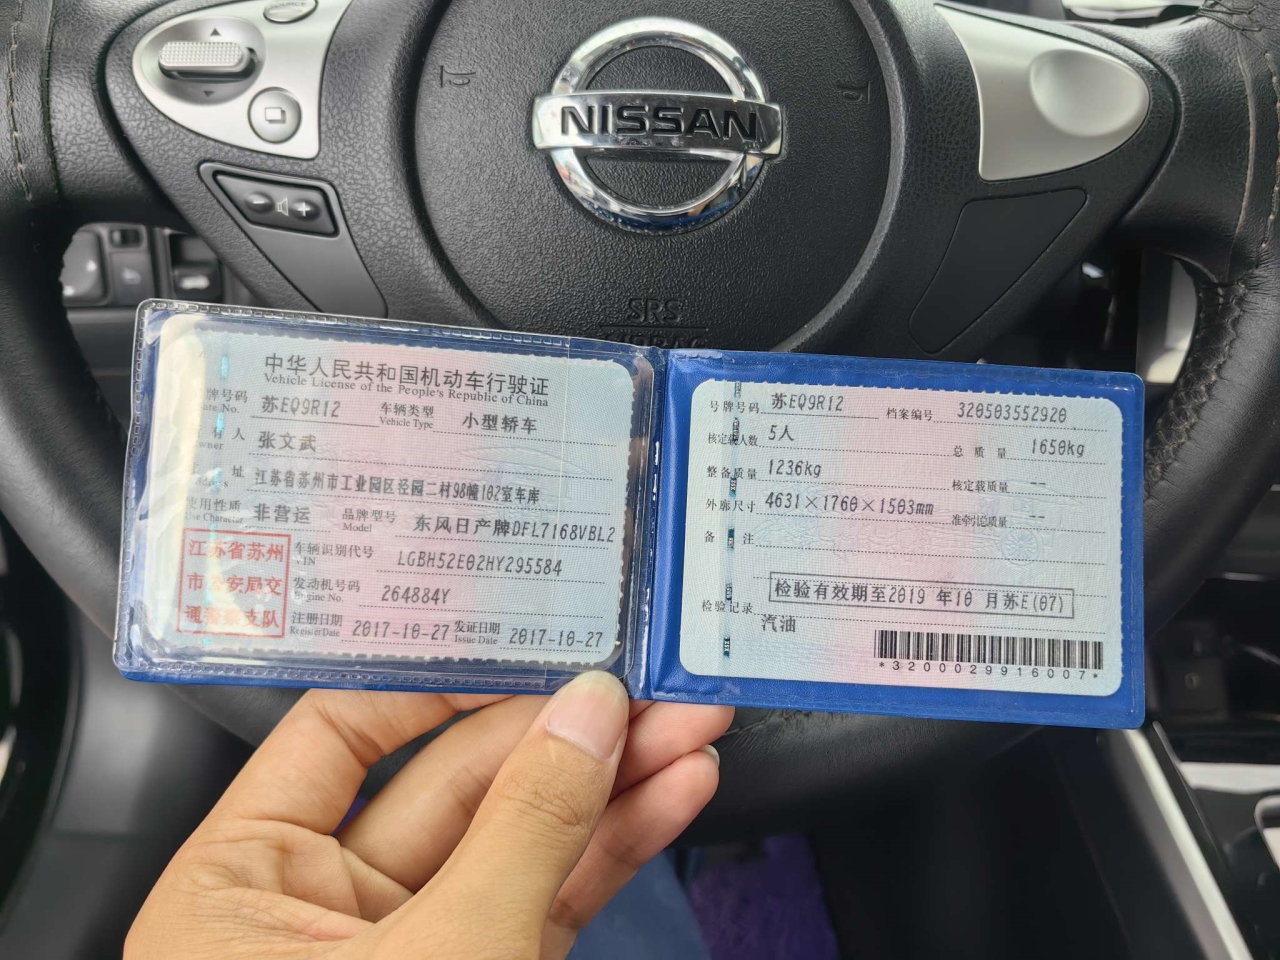 NISSAN
SRS
中华人民共和国机动车行驶证
Vehicle License of the People's Republic of China
号牌号码 苏EQ9R12 车辆类型 小型轿车
Plate No. Vehicle Type
所有人 张文武
Owner
住址 江苏省苏州市工业园区泾园二村98幢102室车库
使用性质 非营运 品牌型号 东风日产牌DFL7168VBL2
Use Character Model
江苏省苏州
市公安局交
通警察支队
车辆识别代号 LGBH52E02HY295584
VIN
发动机号码 264884Y
Engine No.
注册日期 2017-10-27 发证日期 2017-10-27
Register Date Issue Date
号牌号码 苏EQ9R12 档案编号 320503552920
核定载人数 5人 总质量 1650kg
整备质量 1236kg 核定载质量 --
外廓尺寸 4631×1760×1503mm 准牵引总质量 --
备注
检验有效期至2019 年10 月苏E(07)
检验记录
汽油
*3200029916007*